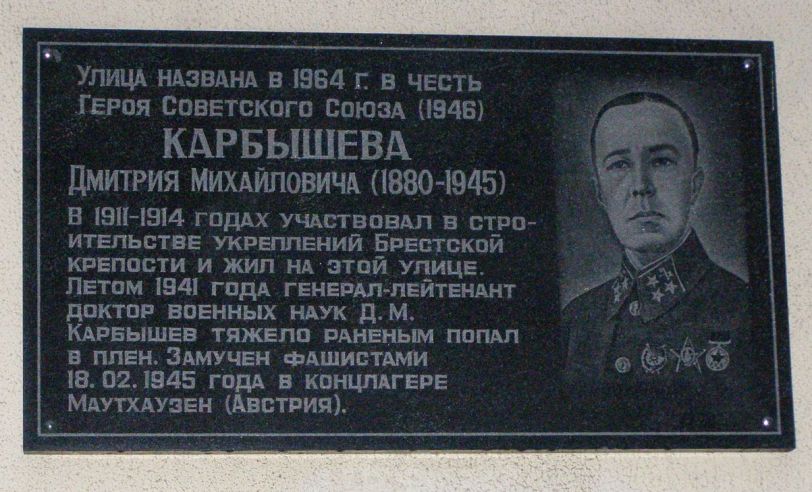 Улица названа в 1964 г. в честь
Героя Советского Союза (1946)
КАРБЫШЕВА
Дмитрия Михайловича (1880-1945)
В 1911-1914 годах участвовал в стро-
ительстве укреплений Брестской
крепости и жил на этой улице.
Летом 1941 года генерал-лейтенант
доктор военных наук Д. М.
Карбышев тяжело раненым попал
в плен. Замучен фашистами
18. 02. 1945 года в концлагере
Маутхаузен (Австрия).